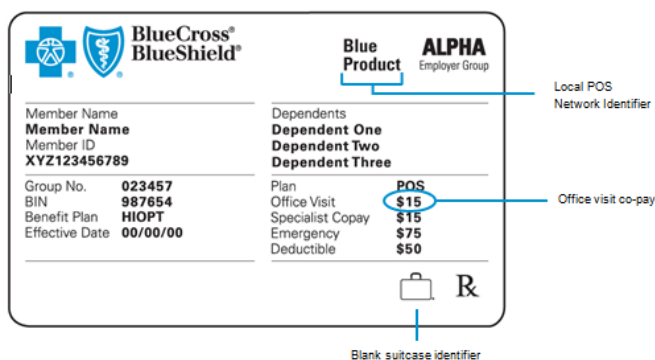 BlueCross®
BlueShield®
Blue
Product
ALPHA
Employer Group
Local POS
Network Identifier
Member Name
Member Name
Member ID
XYZ123456789
Dependents
Dependent One
Dependent Two
Dependent Three
Group No. 023457
BIN 987654
Benefit Plan HIOPT
Effective Date 00/00/00
Plan POS
Office Visit $15
Specialist Copay $15
Emergency $75
Deductible $50
Office visit co-pay
Rx
Blank suitcase identifier